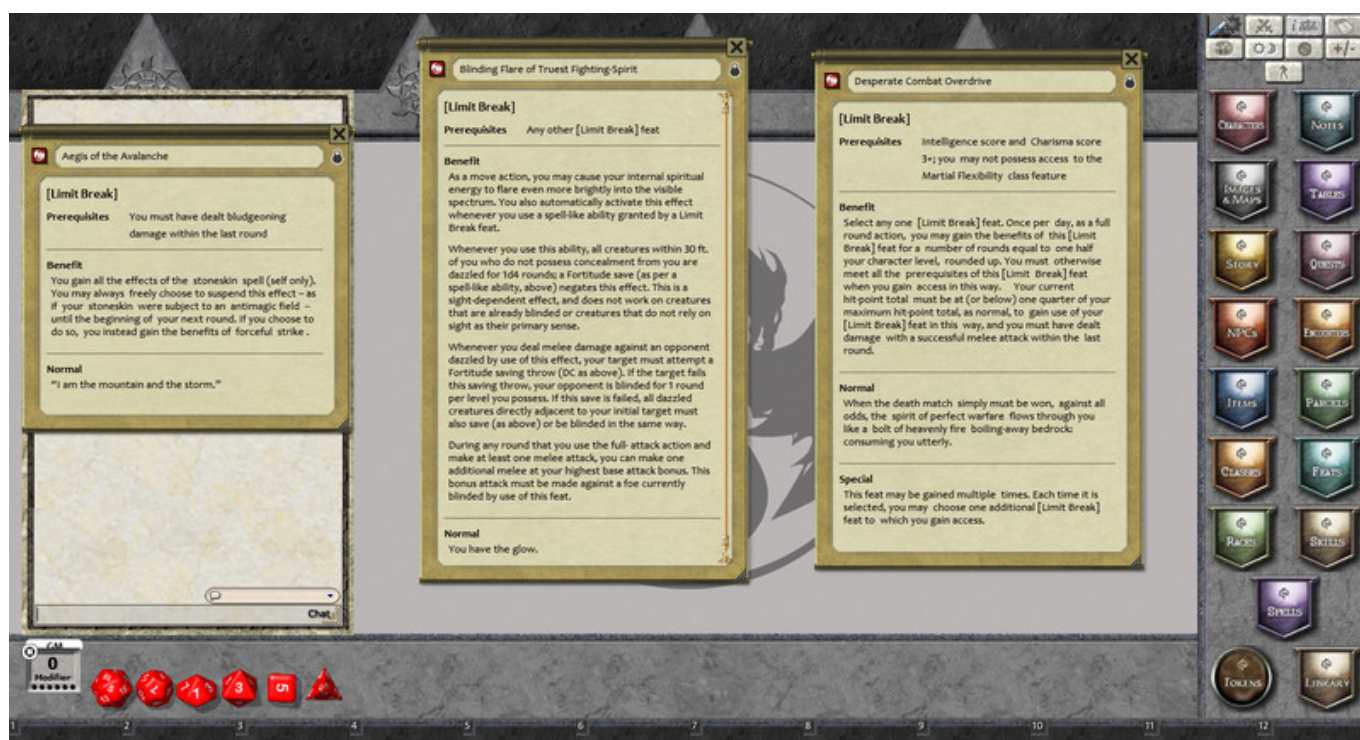 Aegis of the Avalanche
[Limit Break]
Prerequisites You must have dealt bludgeoning
damage within the last round
Benefit
You gain all the effects of the stoneskin spell (self only).
You may always freely choose to suspend this effect – as
if your stoneskin were subject to an antimagic field –
until the beginning of your next round. If you choose to
do so, you instead gain the benefits of forceful strike .
Normal
"I am the mountain and the storm."
Chat
GM
0
Modifier
Blinding Flare of Truest Fighting-Spirit
[Limit Break]
Prerequisites Any other [Limit Break] feat
Benefit
As a move action, you may cause your internal spiritual
energy to flare even more brightly into the visible
spectrum. You also automatically activate this effect
whenever you use a spell-like ability granted by a Limit
Break feat.
Whenever you use this ability, all creatures within 30 ft.
of you who do not possess concealment from you are
dazzled for 1d4 rounds; a Fortitude save (as per a
spell-like ability, above) negates this effect. This is a
sight-dependent effect, and does not work on creatures
that are already blinded or creatures that do not rely on
sight as their primary sense.
Whenever you deal melee damage against an opponent
dazzled by use of this effect, your target must attempt a
Fortitude saving throw (DC as above). If the target fails
this saving throw, your opponent is blinded for 1 round
per level you possess. If this save is failed, all dazzled
creatures directly adjacent to your initial target must
also save (as above) or be blinded in the same way.
During any round that you use the full- attack action and
make at least one melee attack, you can make one
additional melee at your highest base attack bonus. This
bonus attack must be made against a foe currently
blinded by use of this feat.
Normal
You have the glow.
Desperate Combat Overdrive
[Limit Break]
Prerequisites Intelligence score and Charisma score
3+; you may not possess access to the
Martial Flexibility class feature
Benefit
Select any one [Limit Break] feat. Once per day, as a full
round action, you may gain the benefits of this [Limit
Break] feat for a number of rounds equal to one half
your character level, rounded up. You must otherwise
meet all the prerequisites of this [Limit Break] feat
when you gain access in this way. Your current
hit-point total must be at (or below) one quarter of your
maximum hit-point total, as normal, to gain use of your
[Limit Break] feat in this way, and you must have dealt
damage with a successful melee attack within the last
round.
Normal
When the death match simply must be won, against all
odds, the spirit of perfect warfare flows through you
like a bolt of heavenly fire boiling-away bedrock:
consuming you utterly.
Special
This feat may be gained multiple times. Each time it is
selected, you may choose one additional [Limit Break]
feat to which you gain access.
+/-
Characters Notes
Images & Maps Tables
Story Quests
NPCs Encounters
Items Parcels
Classes Feats
Races Skills
Spells
Tokens Library
1 2 3 4 5 6 7 8 9 10 11 12